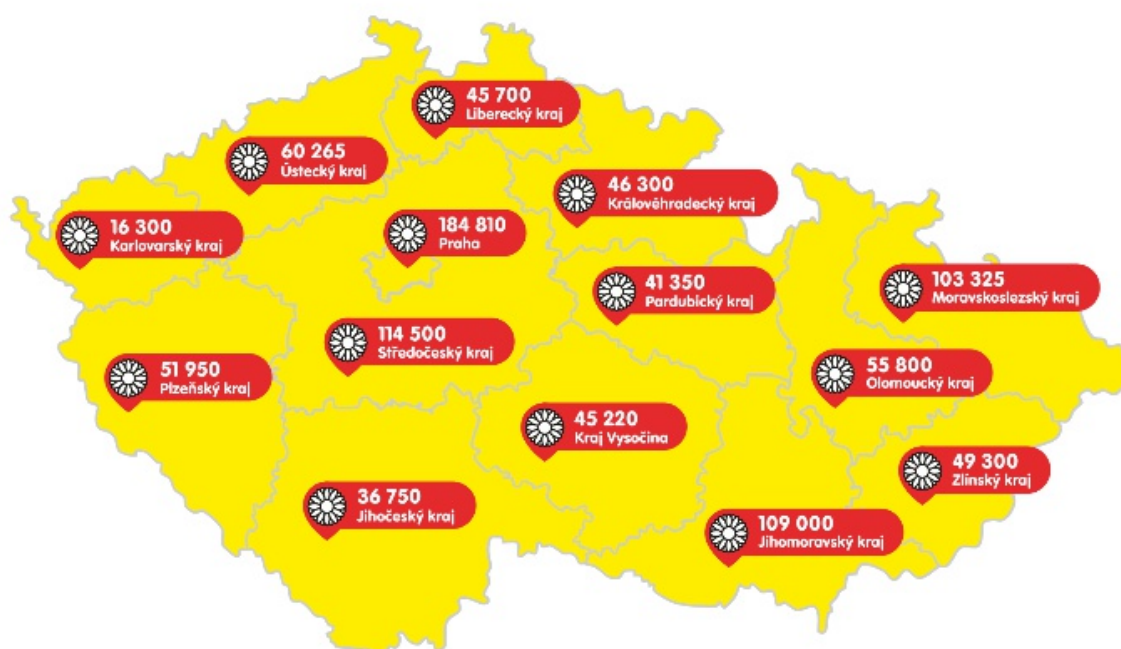 45 700
Liberecký kraj
60 265
Ústecký kraj
46 300
Královéhradecký kraj
16 300
Karlovarský kraj
184 810
Praha
41 350
Pardubický kraj
103 325
Moravskoslezský kraj
114 500
Středočeský kraj
51 950
Plzeňský kraj
55 800
Olomoucký kraj
45 220
Kraj Vysočina
49 300
Zlínský kraj
36 750
Jihočeský kraj
109 000
Jihomoravský kraj